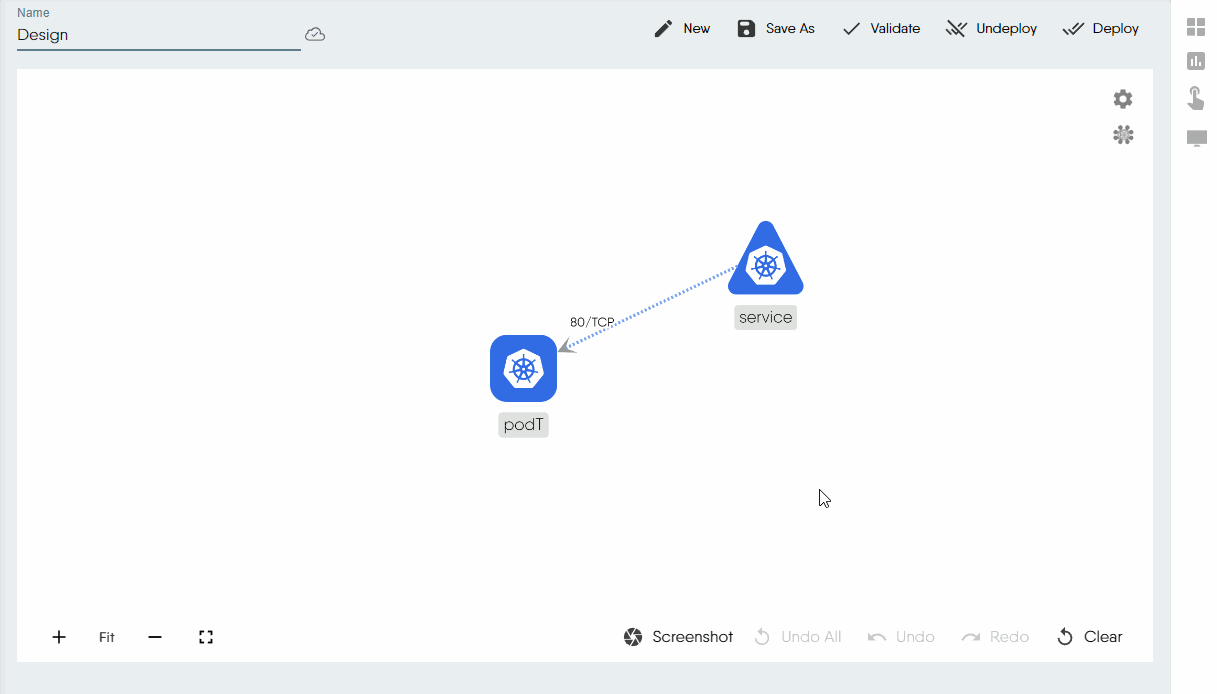 Name
Design
New
Save As
Validate
Undeploy
Deploy
service
80/TCP
podT
Fit
Screenshot
Undo All
Undo
Redo
Clear